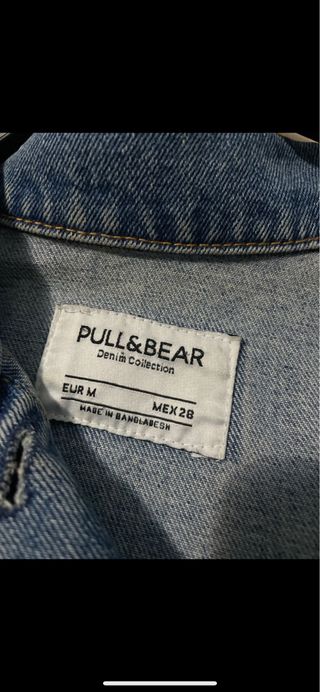 PULL&BEAR
Denim Collection
EUR M MEX 28
MADE IN BANGLADESH